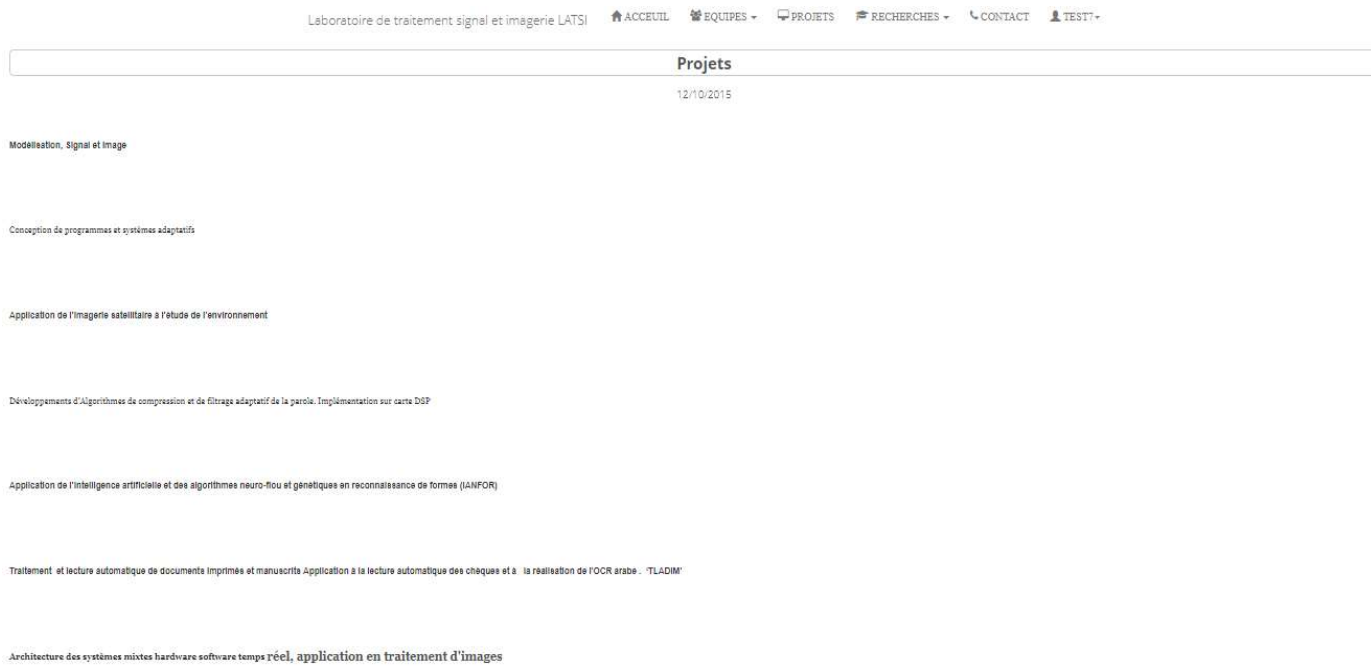 Laboratoire de traitement signal et imagerie LATSI ACCEUIL EQUIPES PROJETS RECHERCHES CONTACT TEST7
Projets
12/10/2015
Modélisation, Signal et Image
Conception de programmes et systèmes adaptatifs
Application de l'imagerie satellitaire à l'étude de l'environnement
Développements d'Algorithmes de compression et de filtrage adaptatif de la parole. Implémentation sur carte DSP
Application de l'intelligence artificielle et des algorithmes neuro-flou et génétiques en reconnaissance de formes (IANFOR)
Traitement et lecture automatique de documents imprimés et manuscrits Application à la lecture automatique des chèques et à la réalisation de l'OCR arabe . 'TLADIM'
Architecture des systèmes mixtes hardware software temps réel, application en traitement d'images